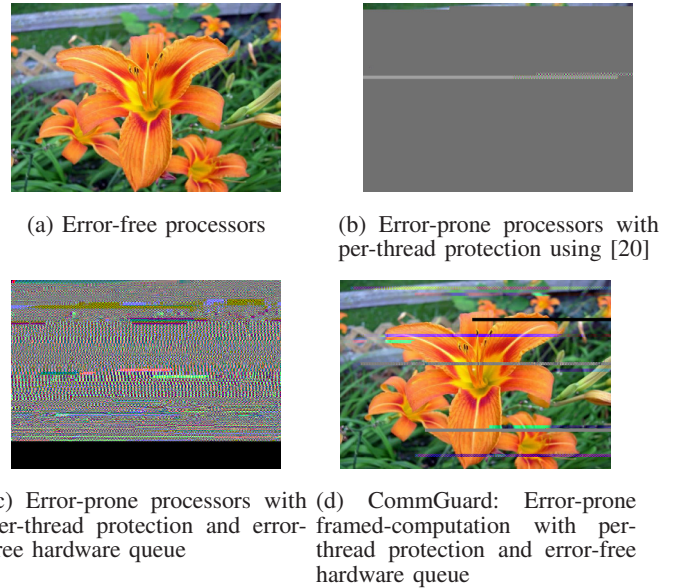 (a) Error-free processors
(b) Error-prone processors with
per-thread protection using [20]
c) Error-prone processors with
er-thread protection and error-
ree hardware queue
(d) CommGuard: Error-prone
framed-computation with per-
thread protection and error-free
hardware queue